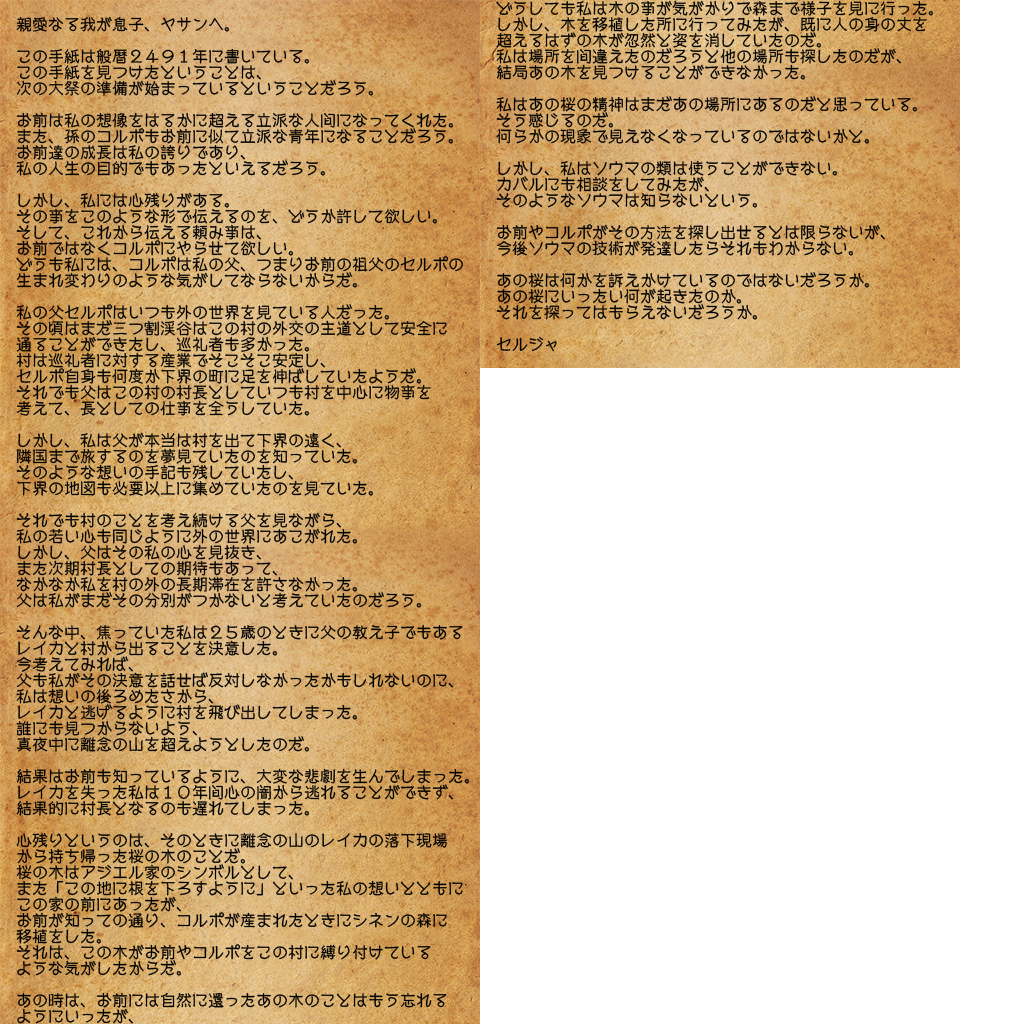 親愛なる我が息子、ヤサンへ。
この手紙は般暦２４９１年に書いている。
この手紙を見つけたということは、
次の大祭の準備が始まっているということだろう。
お前は私の想像をはるかに超える立派な人間になってくれた。
また、孫のコルポもお前に似て立派な青年になることだろう。
お前達の成長は私の誇りであり、
私の人生の目的でもあったといえるだろう。
しかし、私には心残りがある。
その事をこのような形で伝えるのを、どうか許して欲しい。
そして、これから伝える頼み事は、
お前ではなくコルポにやらせて欲しい。
どうも私には、コルポは私の父、つまりお前の祖父のセルポの
生まれ変わりのような気がしてならないからだ。
私の父セルポはいつも外の世界を見ている人だった。
その頃はまだ三つ割渓谷はこの村の外交の主道として安全に
通ることができたし、巡礼者も多かった。
村は巡礼者に対する産業でそこそこ安定し、
セルポ自身も何度か下界の町に足を伸ばしていたようだ。
それでも父はこの村の村長としていつも村を中心に物事を
考えて、長としての仕事を全うしていた。
しかし、私は父が本当は村を出て下界の遠く、
隣国まで旅するのを夢見ていたのを知っていた。
そのような想いの手記も残していたし、
下界の地図も必要以上に集めていたのを見ていた。
それでも村のことを考え続ける父を見ながら、
私の若い心も同じように外の世界にあこがれた。
しかし、父はその私の心を見抜き、
また次期村長としての期待もあって、
なかなか私を村の外の長期滞在を許さなかった。
父は私がまだその分別がつかないと考えていたのだろう。
そんな中、焦っていた私は２５歳のときに父の教え子でもある
レイカと村から出ることを決意した。
今考えてみれば、
父も私がその決意を話せば反対しなかったかもしれないのに、
私は想いの後ろめたさから、
レイカと逃げるように村を飛び出してしまった。
誰にも見つからないよう、
真夜中に離念の山を超えようとしたのだ。
結果はお前も知っているように、大変な悲劇を生んでしまった。
レイカを失った私は１０年間心の闇から逃れることができず、
結果的に村長となるのも遅れてしまった。
心残りというのは、そのときに離念の山のレイカの落下現場
から持ち帰った桜の木のことだ。
桜の木はアジエル家のシンボルとして、
また「この地に根を下ろすように」といった私の想いとともに
この家の前にあったが、
お前が知っての通り、コルポが産まれたときにシネンの森に
移植をした。
それは、この木がお前やコルポをこの村に縛り付けている
ような気がしたからだ。
あの時は、お前には自然に還ったあの木のことはもう忘れる
ようにいったが、
どうしても私は木の事が気がかりで森まで様子を見に行った。
しかし、木を移植した所に行ってみたが、既に人の身の丈を
超えるはずの木が忽然と姿を消していたのだ。
私は場所を間違えたのだろうと他の場所も探したのだが、
結局あの木を見つけることができなかった。
私はあの桜の精神はまだあの場所にあるのだと思っている。
そう感じるのだ。
何らかの現象で見えなくなっているのではないかと。
しかし、私はソウマの類は使うことができない。
カバルにも相談をしてみたが、
そのようなソウマは知らないという。
お前やコルポがその方法を探し出せるとは限らないが、
今後ソウマの技術が発達したらそれもわからない。
あの桜は何かを訴えかけているのではないだろうか。
あの桜にいったい何が起きたのか。
それを探ってはもらえないだろうか。
セルジャ